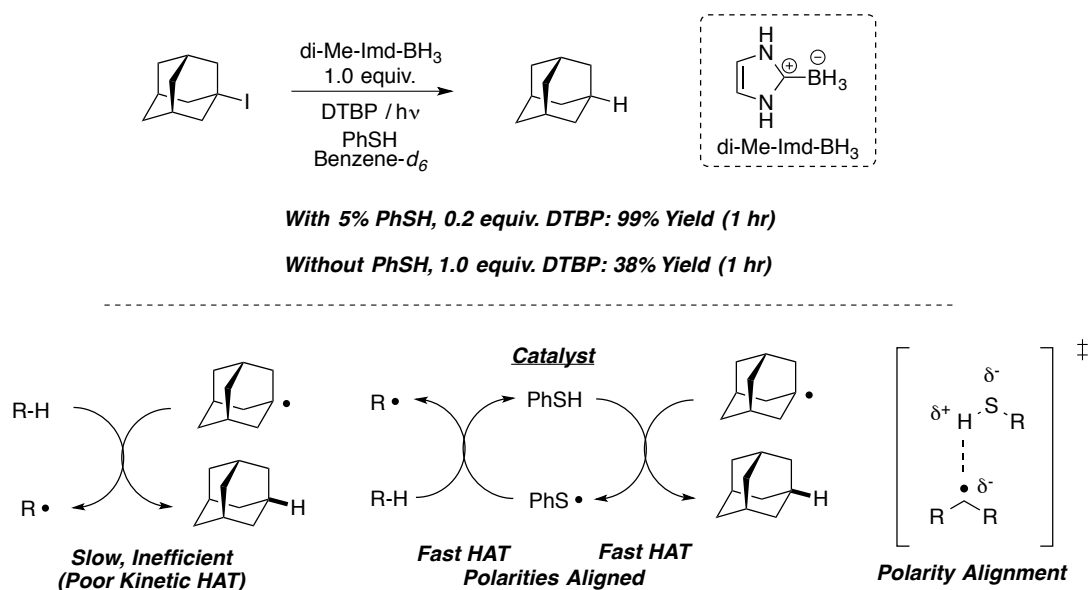 I
di-Me-Imd-BH3
1.0 equiv.
DTBP / hν
PhSH
Benzene-d6
H
H
N
⊕
⊖
BH3
N
H
di-Me-Imd-BH3
With 5% PhSH, 0.2 equiv. DTBP: 99% Yield (1 hr)
Without PhSH, 1.0 equiv. DTBP: 38% Yield (1 hr)
R-H
•
R •
H
Slow, Inefficient
(Poor Kinetic HAT)
Catalyst
R •
PhSH
•
R-H
PhS •
H
Fast HAT
Fast HAT
Polarities Aligned
‡
δ-
δ+
H
S
R
•
δ-
R
R
Polarity Alignment